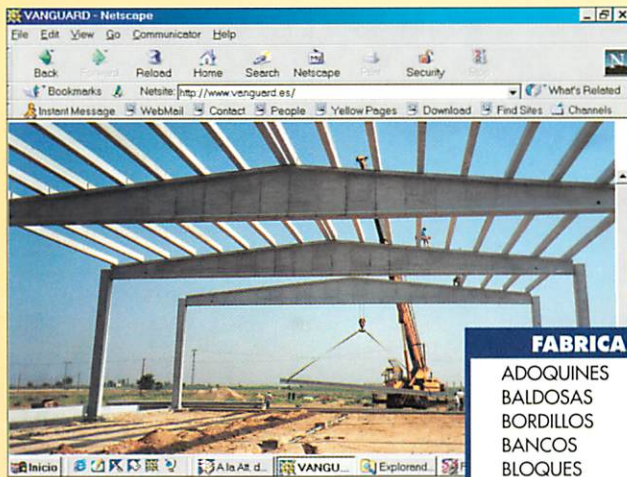 VANGUARD - Netscape
File Edit View Go Communicator Help
Back Forward Reload Home Search Netscape Print Security Stop
Bookmarks Netsite: http://www.vanguard.es/ What's Related
Instant Message WebMail Contact People Yellow Pages Download Find Sites Channels
FABRICA
ADOQUINES
BALDOSAS
BORDILLOS
BANCOS
BLOQUES
Inicio A la Att. d... VANGU... Explorand...